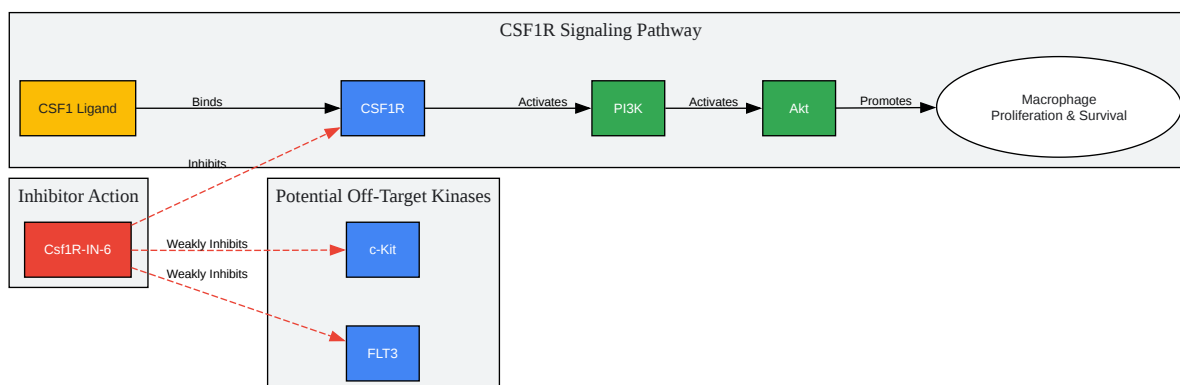 CSF1R Signaling Pathway
CSF1 Ligand
Binds
CSF1R
Activates
PI3K
Activates
Akt
Promotes
Macrophage
Proliferation & Survival
Inhibits
Inhibitor Action
Potential Off-Target Kinases
Csf1R-IN-6
Weakly Inhibits
c-Kit
Weakly Inhibits
FLT3